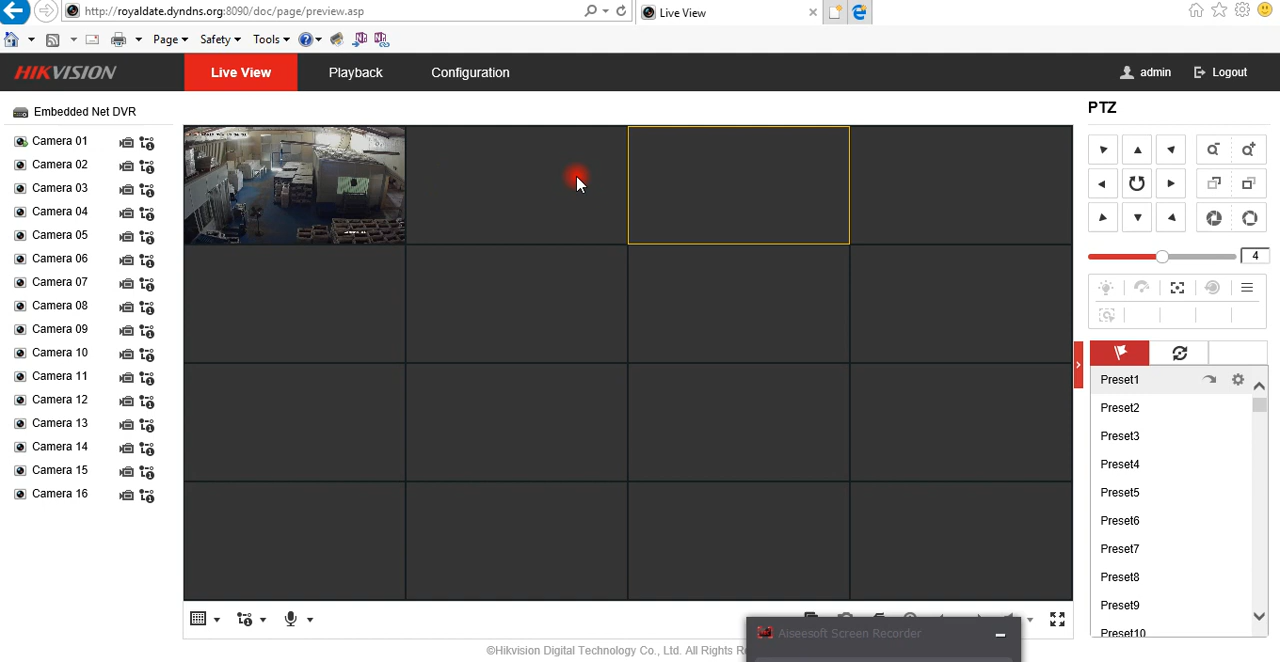 http://royaldate.dyndns.org:8090/doc/page/preview.asp
Live View
Page
Safety
Tools
HIKVISION
Live View
Playback
Configuration
admin
Logout
Embedded Net DVR
Camera 01
Camera 02
Camera 03
Camera 04
Camera 05
Camera 06
Camera 07
Camera 08
Camera 09
Camera 10
Camera 11
Camera 12
Camera 13
Camera 14
Camera 15
Camera 16
PTZ
4
Preset1
Preset2
Preset3
Preset4
Preset5
Preset6
Preset7
Preset8
Preset9
Preset10
Aiseesoft Screen Recorder
©Hikvision Digital Technology Co., Ltd. All Rights